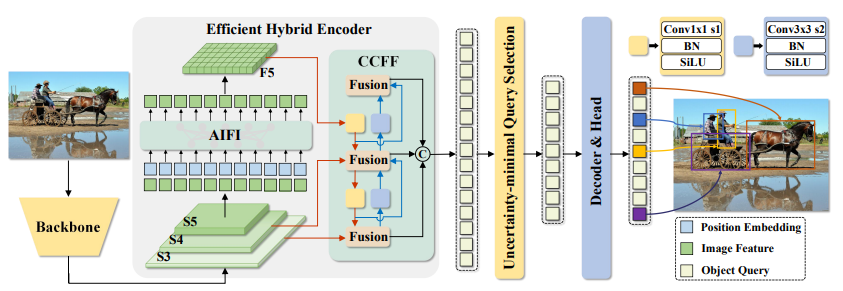 Efficient Hybrid Encoder
CCFF
F5
Fusion
AIFI
Fusion
C
S5
S4
S3
Fusion
Backbone
Uncertainty-minimal Query Selection
Decoder & Head
Conv1x1 s1
BN
SiLU
Conv3x3 s2
BN
SiLU
Position Embedding
Image Feature
Object Query